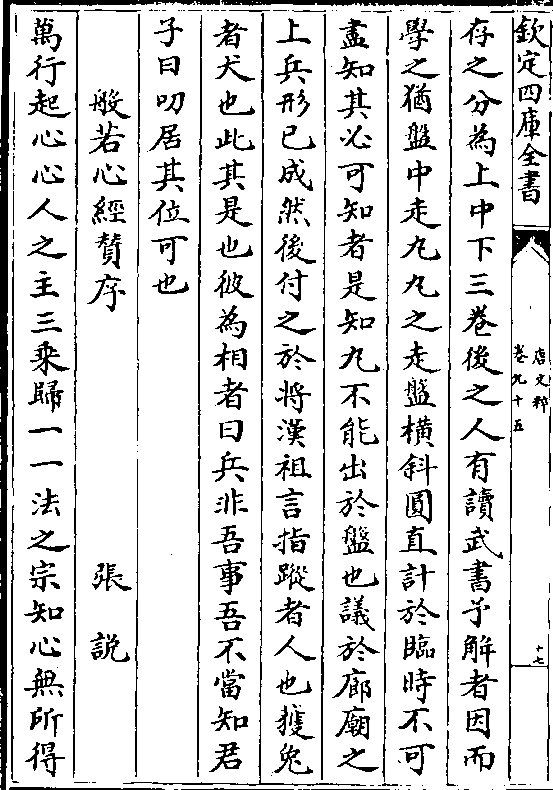 欽定四庫全書
唐文粹
卷九十五
十七
存之分為上中下三卷後之人有讀武書予解者因而
學之猶盤中走丸丸之走盤橫斜圓直計於臨時不可
盡知其必可知者是知丸不能出於盤也議於廊廟之
上兵形已成然後付之於將漢祖言指蹤者人也獲兔
者犬也此其是也彼為相者曰兵非吾事吾不當知君
子曰叨居其位可也
般若心經贊序
張說
萬行起心心人之主三乘歸一一法之宗知心無所得